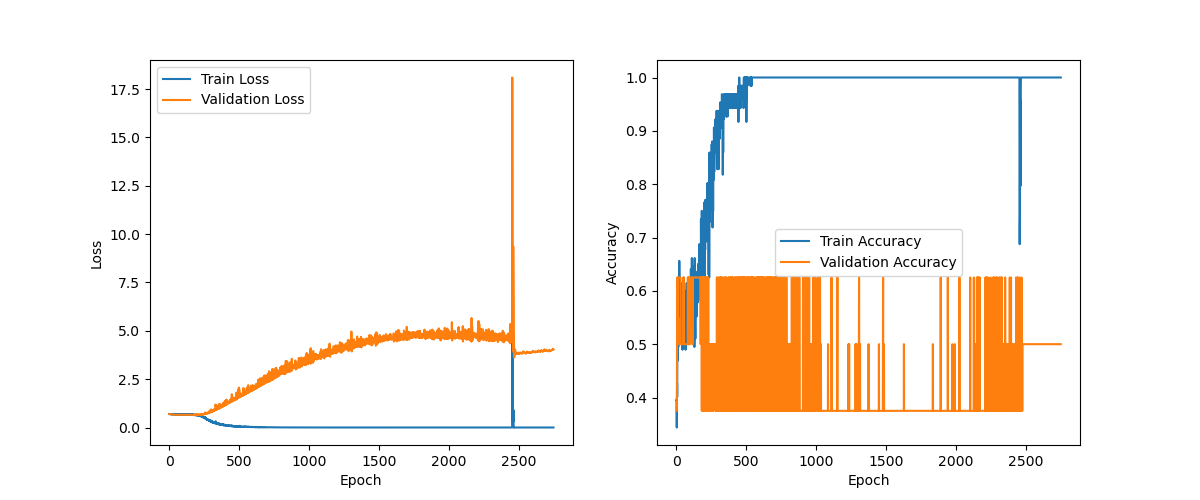 Train Loss
Validation Loss
17.5
15.0
12.5
10.0
7.5
5.0
2.5
0.0
Loss
0 500 1000 1500 2000 2500
Epoch
1.0
0.9
0.8
0.7
0.6
0.5
0.4
Accuracy
Train Accuracy
Validation Accuracy
0 500 1000 1500 2000 2500
Epoch